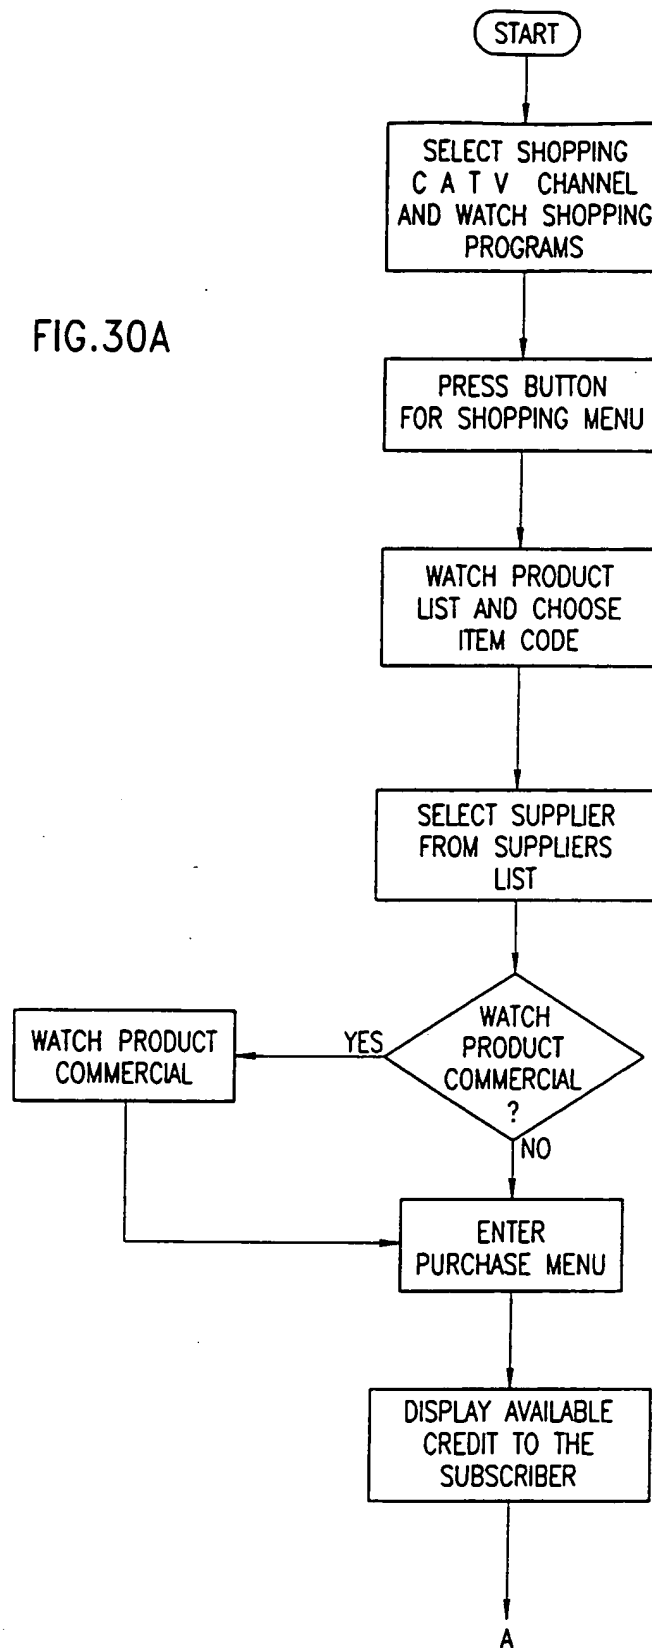 START
SELECT SHOPPING
C A T V CHANNEL
AND WATCH SHOPPING
PROGRAMS
FIG.30A
PRESS BUTTON
FOR SHOPPING MENU
WATCH PRODUCT
LIST AND CHOOSE
ITEM CODE
SELECT SUPPLIER
FROM SUPPLIERS
LIST
WATCH
PRODUCT
COMMERCIAL
?
YES
WATCH PRODUCT
COMMERCIAL
NO
ENTER
PURCHASE MENU
DISPLAY AVAILABLE
CREDIT TO THE
SUBSCRIBER
A